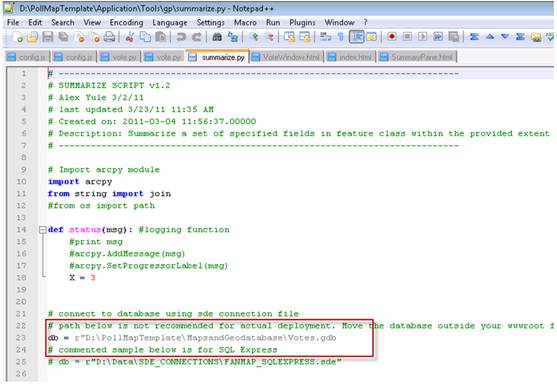 D:\PollMapTemplate\Application\Tools\gp\summarize.py - Notepad++
File Edit Search View Encoding Language Settings Macro Run Plugins Window ?
config.js config.js vote.py vote.py summarize.py VoteWindow.html index.html SummaryPane.html
1 # ----------------------------------------------------------------
2 # SUMMARIZE SCRIPT v1.2
3 # Alex Yule 3/2/11
4 # last updated 3/23/11 11:35 AM
5 # Created on: 2011-03-04 11:56:37.00000
6 # Description: Summarize a set of specified fields in feature class within the provided extent
7 # ----------------------------------------------------------------
8
9 # Import arcpy module
10 import arcpy
11 from string import join
12 #from os import path
13
14 def status(msg): #logging function
15 #print msg
16 #arcpy.AddMessage(msg)
17 #arcpy.SetProgressorLabel(msg)
18 X = 3
19
20
21 # connect to database using sde connection file
22 # path below is not recommended for actual deployment. Move the database outside your wwwroot f
23 db = r"D:\PollMapTemplate\MapsandGeodatabase\Votes.gdb
24 # commented sample below is for SQL Express
25 # db = r"D:\Data\SDE_CONNECTIONS\FANMAP_SQLEXPRESS.sde"
26